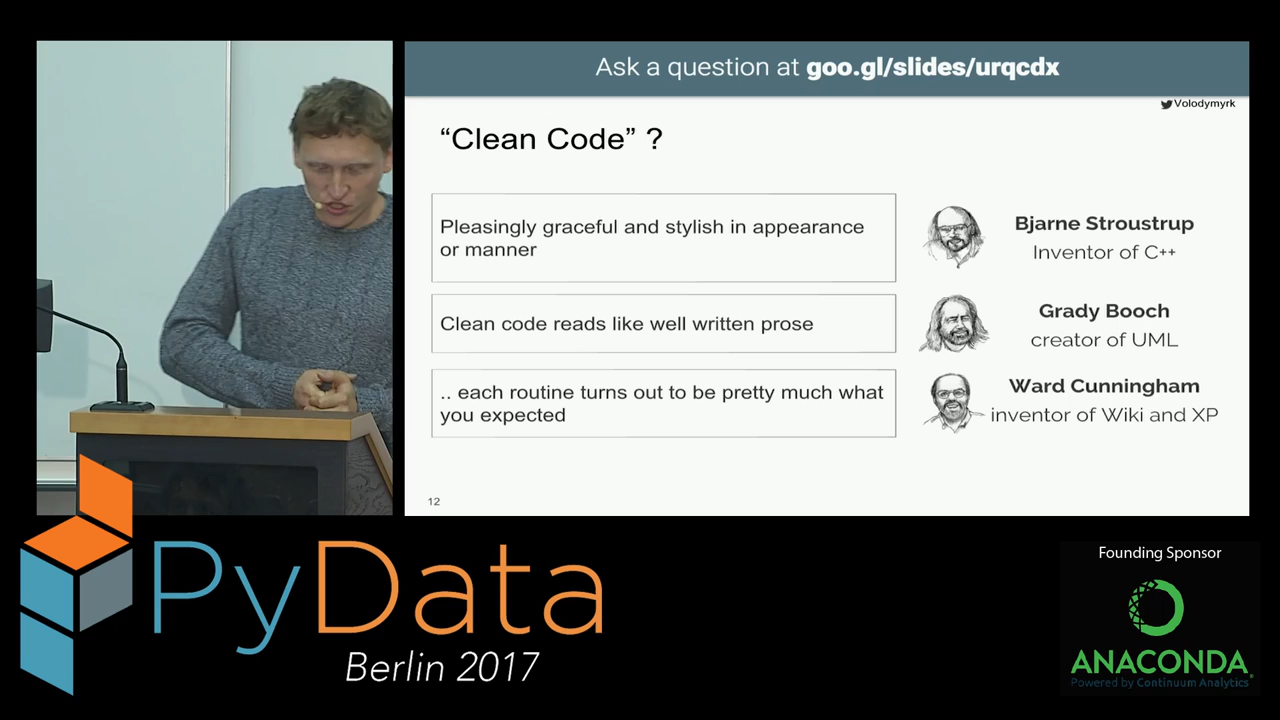 Ask a question at goo.gl/slides/urqcdx
Volodymyrk
“Clean Code” ?
Pleasingly graceful and stylish in appearance
or manner
Bjarne Stroustrup
Inventor of C++
Clean code reads like well written prose
Grady Booch
creator of UML
.. each routine turns out to be pretty much what
you expected
Ward Cunningham
inventor of Wiki and XP
12
PyData
Berlin 2017
Founding Sponsor
ANACONDA
Powered by Continuum Analytics